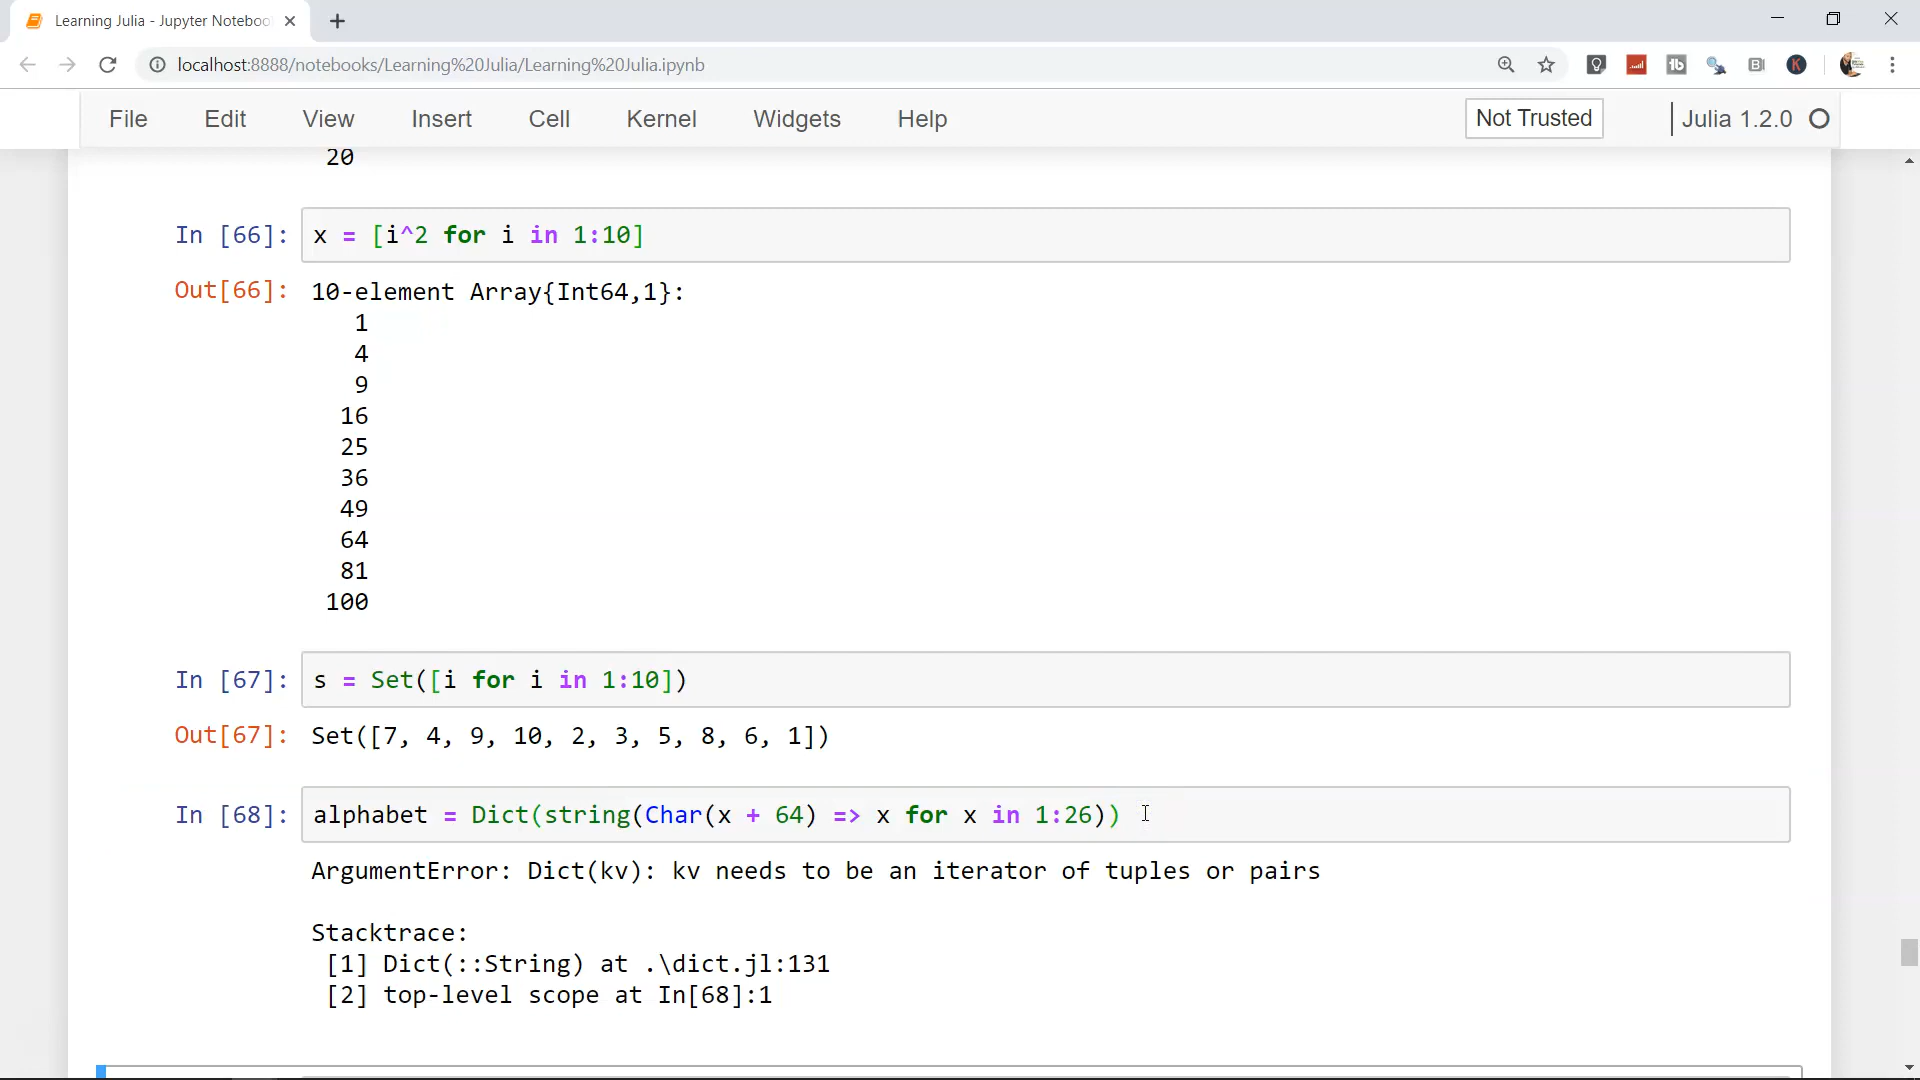 Learning Julia - Jupyter Noteboo
localhost:8888/notebooks/Learning%20Julia/Learning%20Julia.ipynb
File Edit View Insert Cell Kernel Widgets Help Not Trusted Julia 1.2.0
20
In [66]: x = [i^2 for i in 1:10]
Out[66]: 10-element Array{Int64,1}:
1
4
9
16
25
36
49
64
81
100
In [67]: s = Set([i for i in 1:10])
Out[67]: Set([7, 4, 9, 10, 2, 3, 5, 8, 6, 1])
In [68]: alphabet = Dict(string(Char(x + 64) => x for x in 1:26))
ArgumentError: Dict(kv): kv needs to be an iterator of tuples or pairs
Stacktrace:
[1] Dict(::String) at .\dict.jl:131
[2] top-level scope at In[68]:1